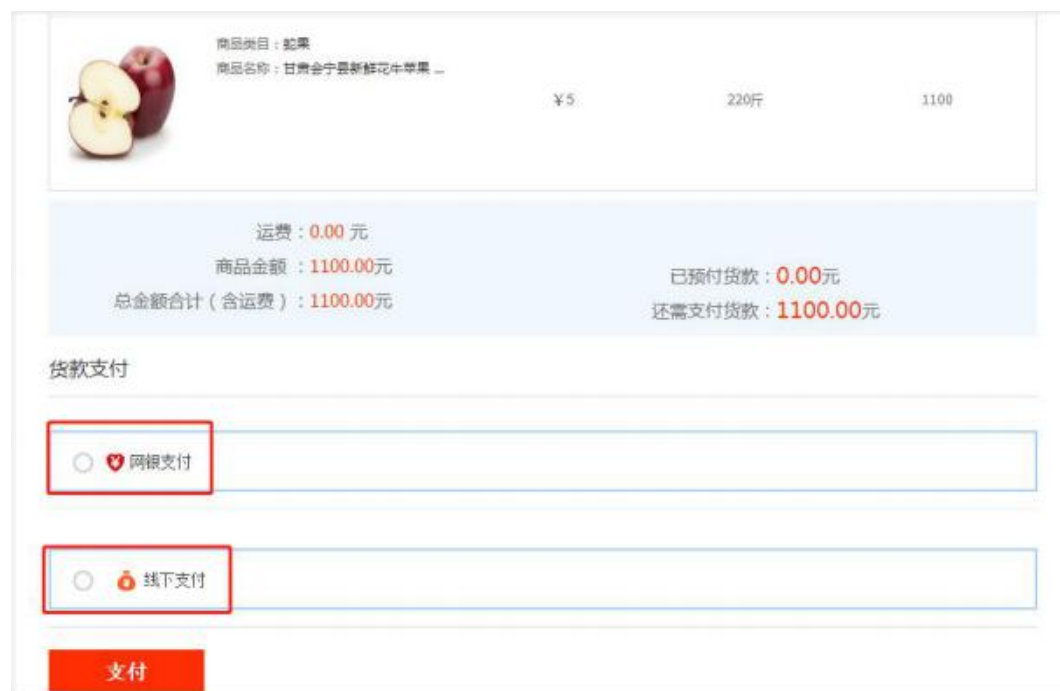 商品类目：蛇果
商品名称：甘肃会宁县新鲜花牛苹果 ...
￥5 220斤 1100
运费：0.00 元
商品金额 ：1100.00元
总金额合计（含运费）：1100.00元
已预付货款：0.00元
还需支付货款：1100.00元
货款支付
网银支付
线下支付
支付